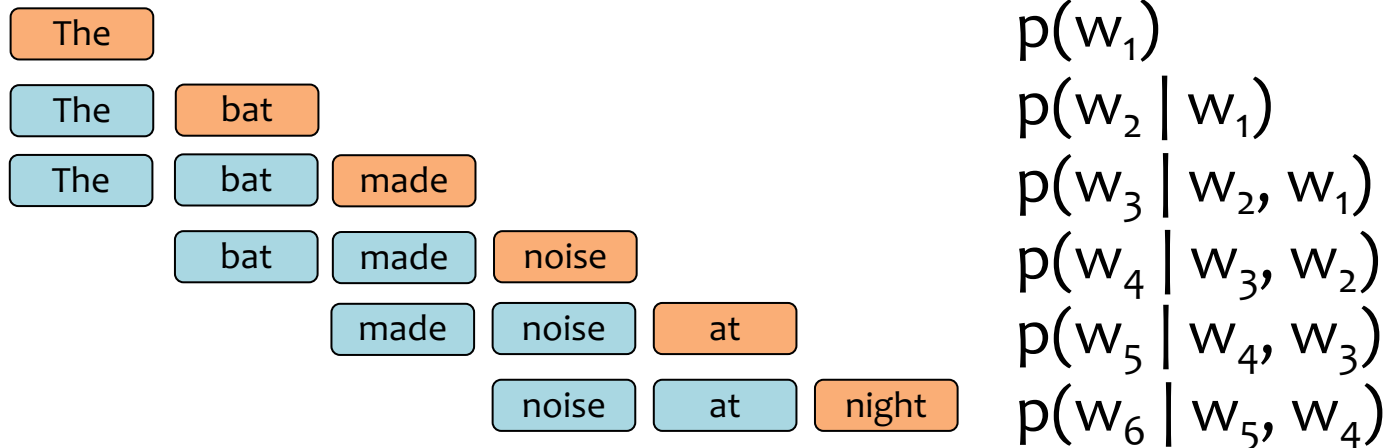 The p(w₁)
The bat p(w₂ | w₁)
The bat made p(w₃ | w₂, w₁)
bat made noise p(w₄ | w₃, w₂)
made noise at p(w₅ | w₄, w₃)
noise at night p(w₆ | w₅, w₄)